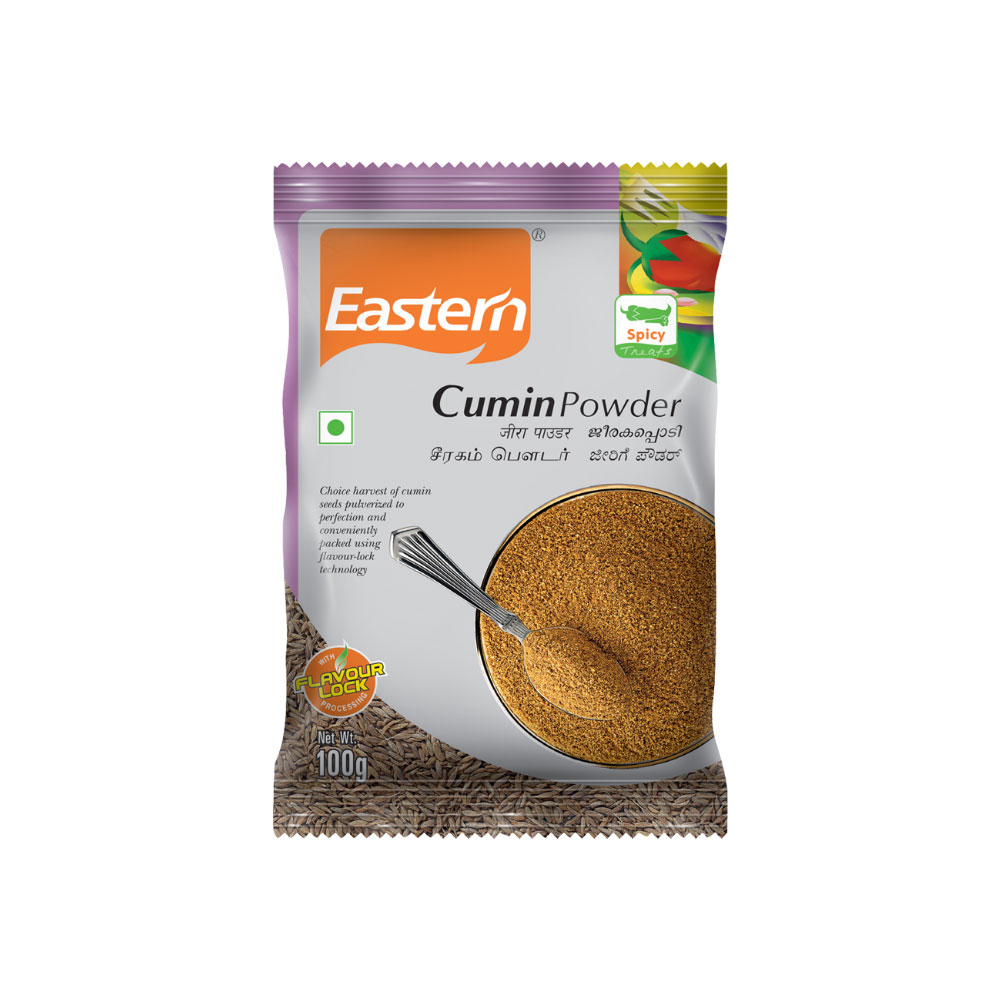 Eastern®
Spicy
Treats
Cumin Powder
जीरा पाउडर ജീരകപ്പൊടി
சீரகம் பௌடர் ಜೀರಿಗೆ ಪೌಡರ್
Choice harvest of cumin
seeds pulverized to
perfection and
conveniently
packed using
flavour-lock
technology
WITH
FLAVOUR
LOCK
PROCESSING
Net Wt.
100g